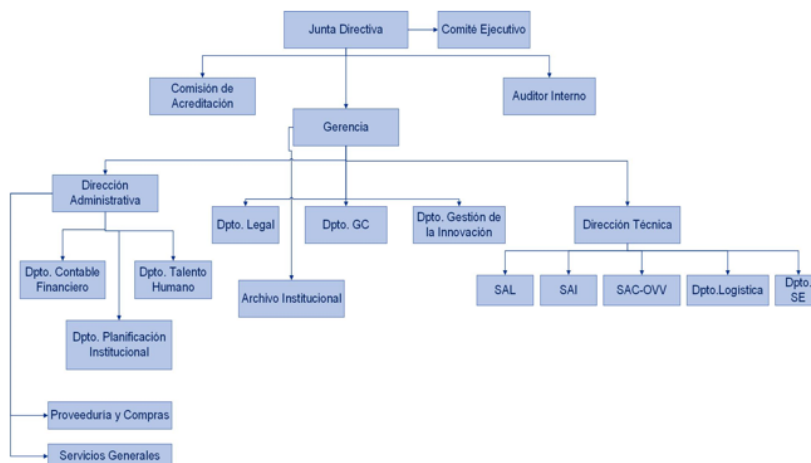 Junta Directiva
Comité Ejecutivo
Comisión de
Acreditación
Auditor Interno
Gerencia
Dirección
Administrativa
Dpto. Legal
Dpto. GC
Dpto. Gestión de
la Innovación
Dirección Técnica
Dpto. Contable
Financiero
Dpto. Talento
Humano
Archivo Institucional
SAL
SAI
SAC-OVV
Dpto.Logística
Dpto.
SE
Dpto. Planificación
Institucional
Proveeduría y Compras
Servicios Generales